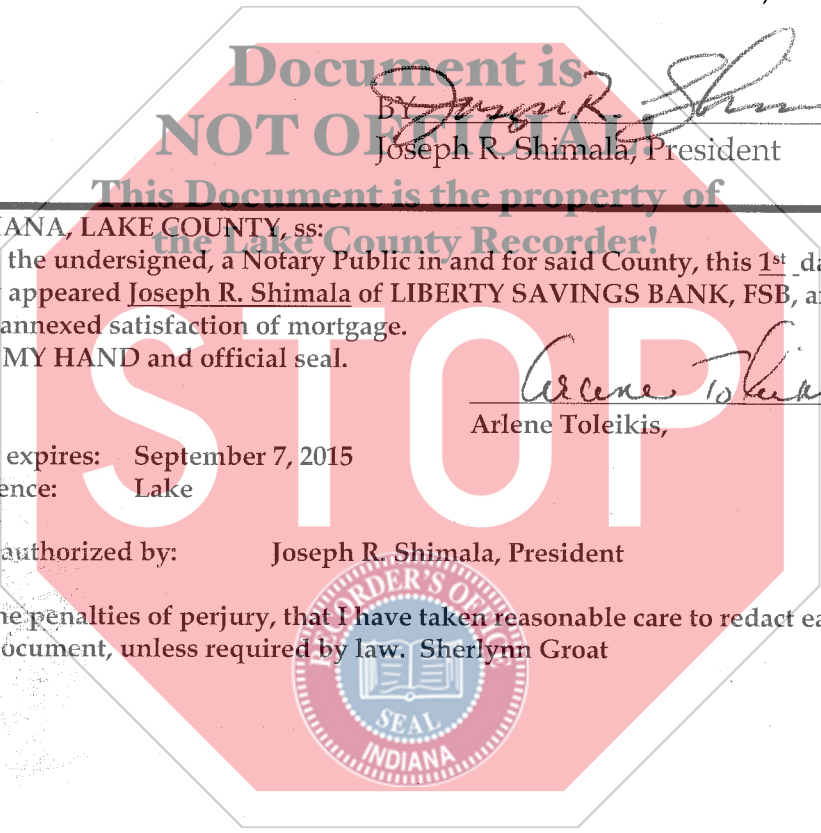 Document is
NOT OFFICIAL!
This Document is the property of
the Lake County Recorder!
BY
Joseph R. Shimala, President
IANA, LAKE COUNTY, ss:
the undersigned, a Notary Public in and for said County, this 1st da
appeared Joseph R. Shimala of LIBERTY SAVINGS BANK, FSB, a
annexed satisfaction of mortgage.
MY HAND and official seal.
Arlene Toleikis,
expires: September 7, 2015
ence: Lake
authorized by: Joseph R. Shimala, President
he penalties of perjury, that I have taken reasonable care to redact ea
ocument, unless required by law. Sherlynn Groat
STOP
RECORDER'S OFFICE
SEAL
INDIANA